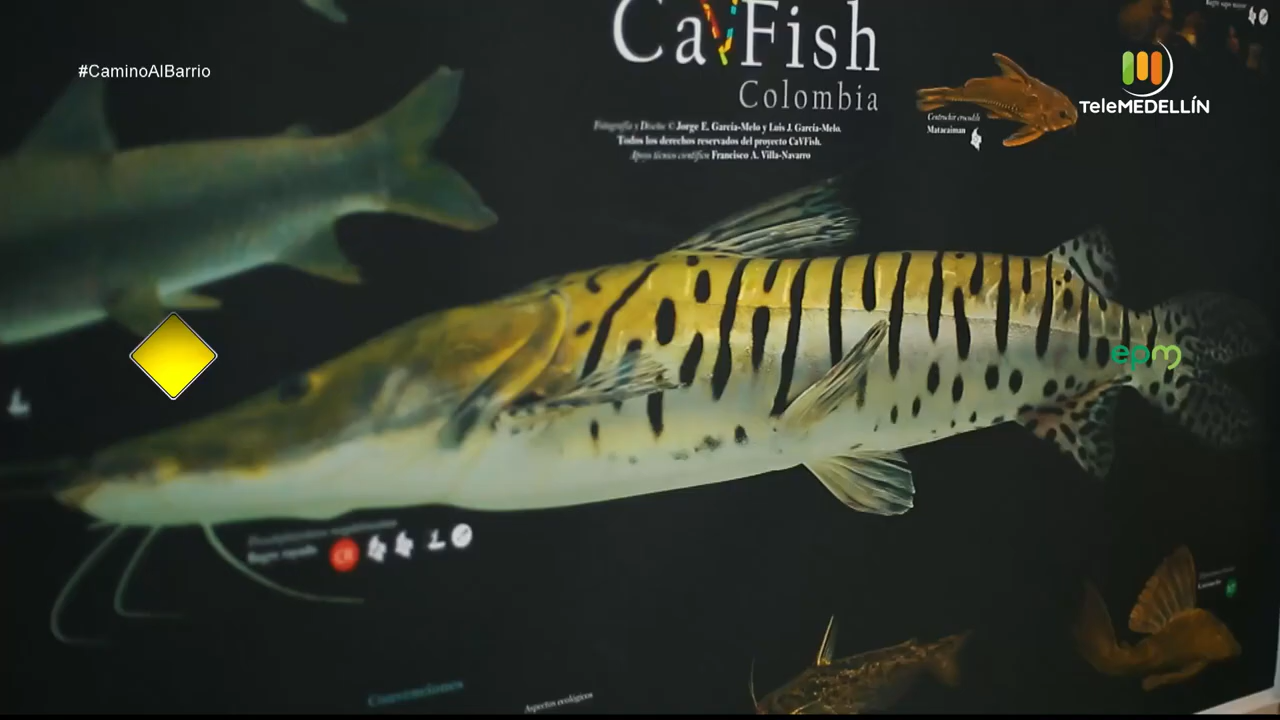 #CaminoAlBarrio
CaVFish
Colombia
Fotografía y Diseño © Jorge E. García-Melo y Luis J. García-Melo.
Todos los derechos reservados del proyecto CaVFish.
Apoyo técnico científico Francisco A. Villa-Navarro
Matacaiman
TeleMEDELLÍN
epm
Bagre rayado
CR
Convenciones
Aspectos ecológicos